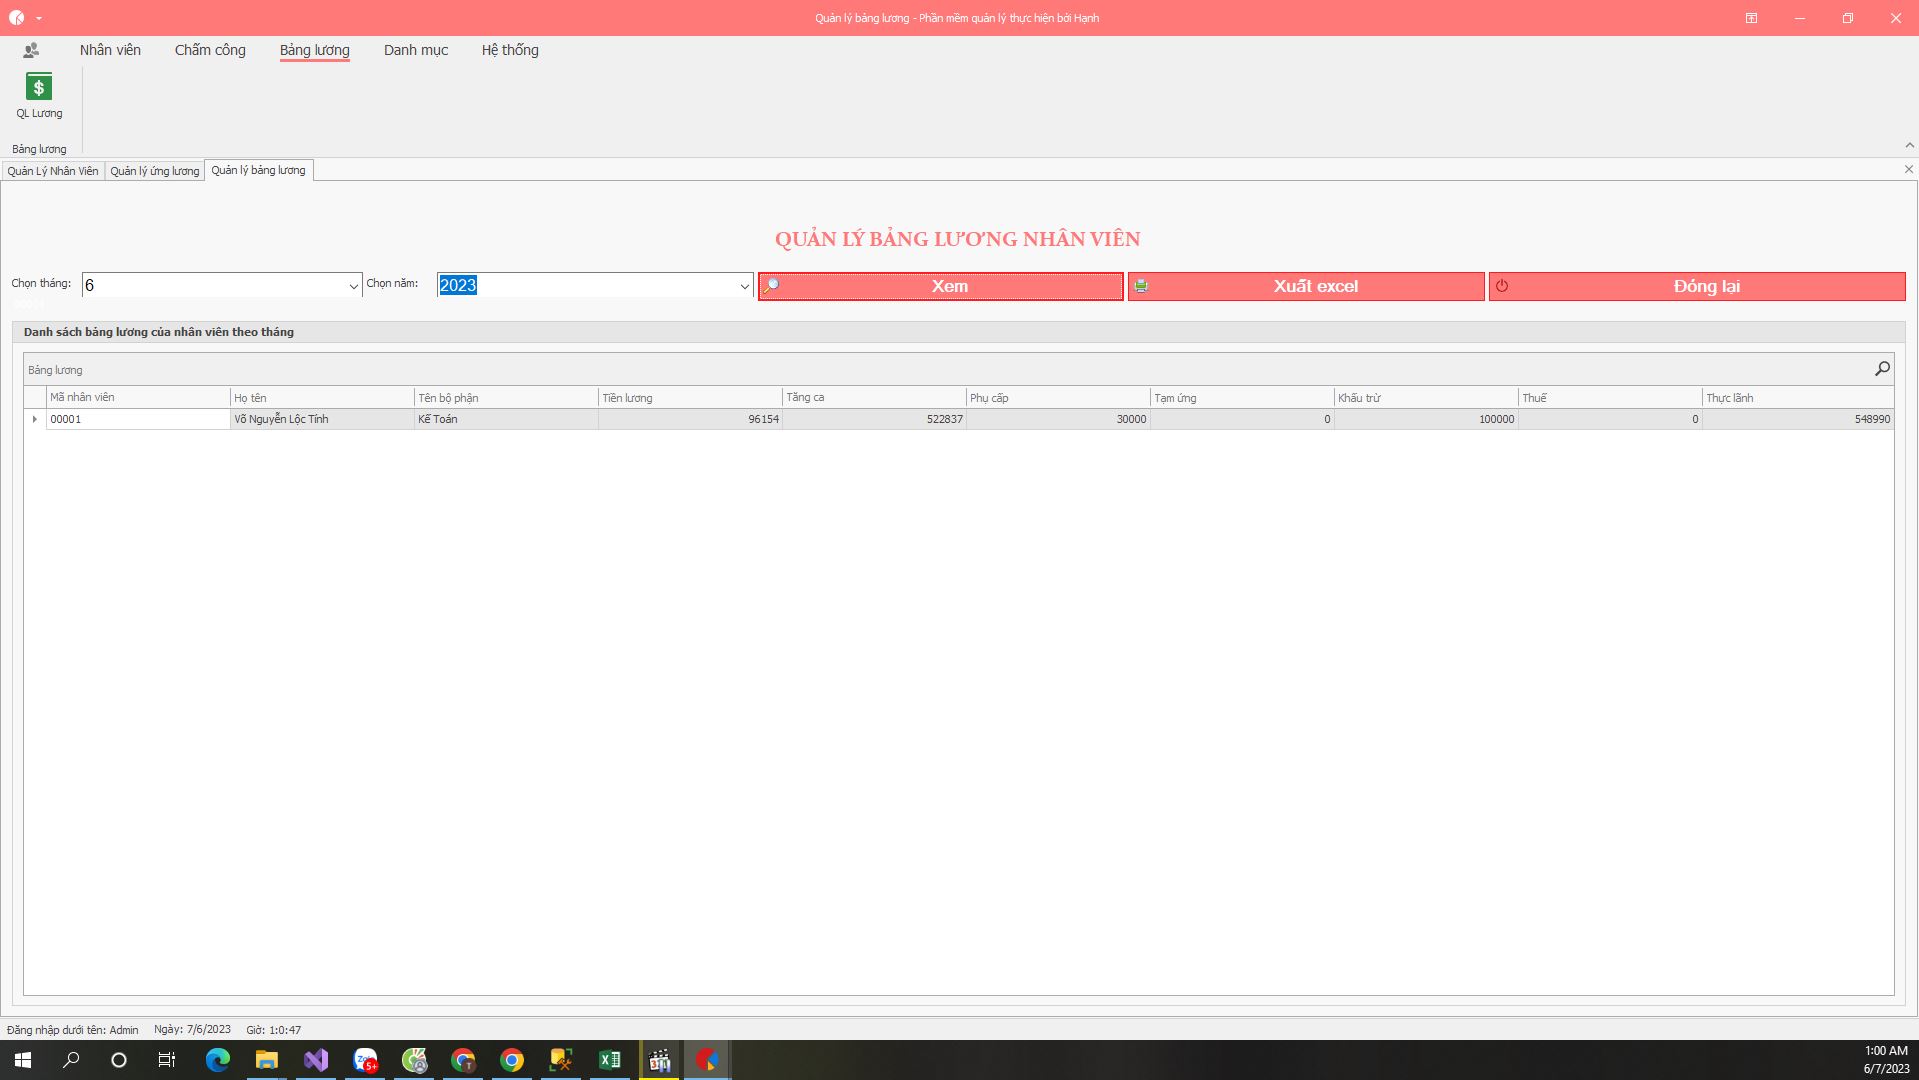 Quản lý bảng lương - Phần mềm quản lý thực hiện bởi Hạnh
Nhân viên
Chấm công
Bảng lương
Danh mục
Hệ thống
QL Lương
Bảng lương
Quản Lý Nhân Viên
Quản lý ứng lương
Quản lý bảng lương
QUẢN LÝ BẢNG LƯƠNG NHÂN VIÊN
Chọn tháng: 6 Chọn năm: 2023 Xem Xuất excel Đóng lại
Danh sách bảng lương của nhân viên theo tháng
Bảng lương
Mã nhân viên Họ tên Tên bộ phận Tiền lương Tăng ca Phụ cấp Tạm ứng Khấu trừ Thuế Thực lãnh
00001 Võ Nguyễn Lộc Tính Kế Toán 96154 522837 30000 0 100000 0 548990
Đăng nhập dưới tên: Admin Ngày: 7/6/2023 Giờ: 1:0:47
1:00 AM
6/7/2023